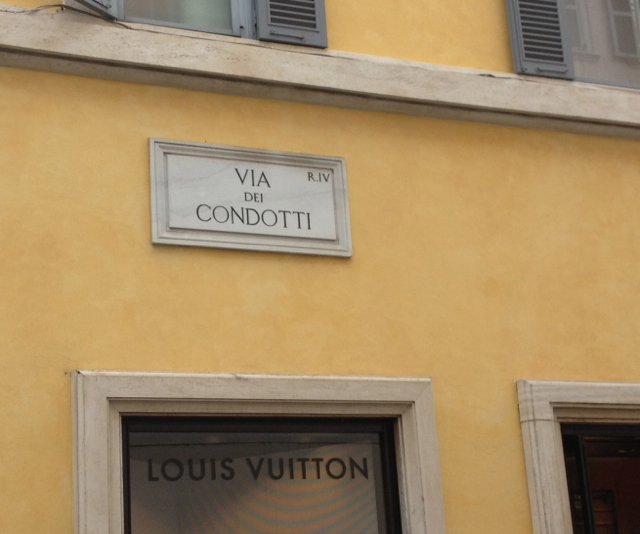 VIA R.IV
DEI
CONDOTTI
LOUIS VUITTON